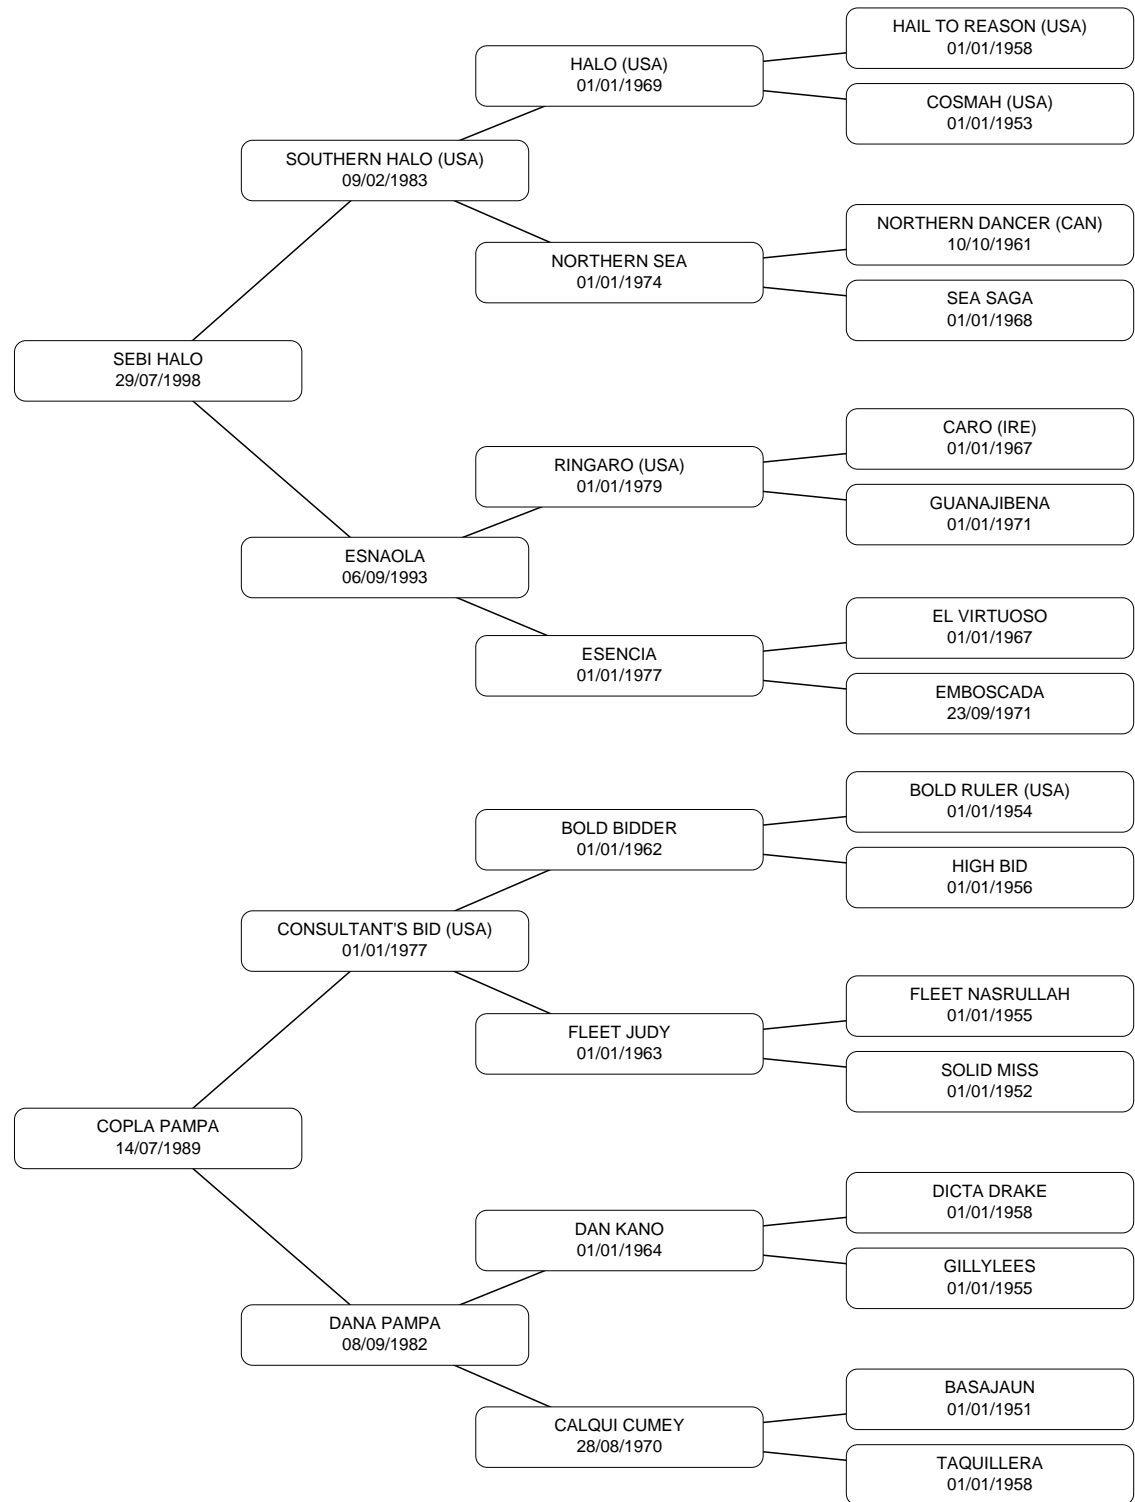 HAIL TO REASON (USA)
01/01/1958
HALO (USA)
01/01/1969
COSMAH (USA)
01/01/1953
SOUTHERN HALO (USA)
09/02/1983
NORTHERN DANCER (CAN)
10/10/1961
NORTHERN SEA
01/01/1974
SEA SAGA
01/01/1968
SEBI HALO
29/07/1998
CARO (IRE)
01/01/1967
RINGARO (USA)
01/01/1979
GUANAJIBENA
01/01/1971
ESNAOLA
06/09/1993
EL VIRTUOSO
01/01/1967
ESENCIA
01/01/1977
EMBOSCADA
23/09/1971
BOLD RULER (USA)
01/01/1954
BOLD BIDDER
01/01/1962
HIGH BID
01/01/1956
CONSULTANT'S BID (USA)
01/01/1977
FLEET NASRULLAH
01/01/1955
FLEET JUDY
01/01/1963
SOLID MISS
01/01/1952
COPLA PAMPA
14/07/1989
DICTA DRAKE
01/01/1958
DAN KANO
01/01/1964
GILLYLEES
01/01/1955
DANA PAMPA
08/09/1982
BASAJAUN
01/01/1951
CALQUI CUMEY
28/08/1970
TAQUILLERA
01/01/1958